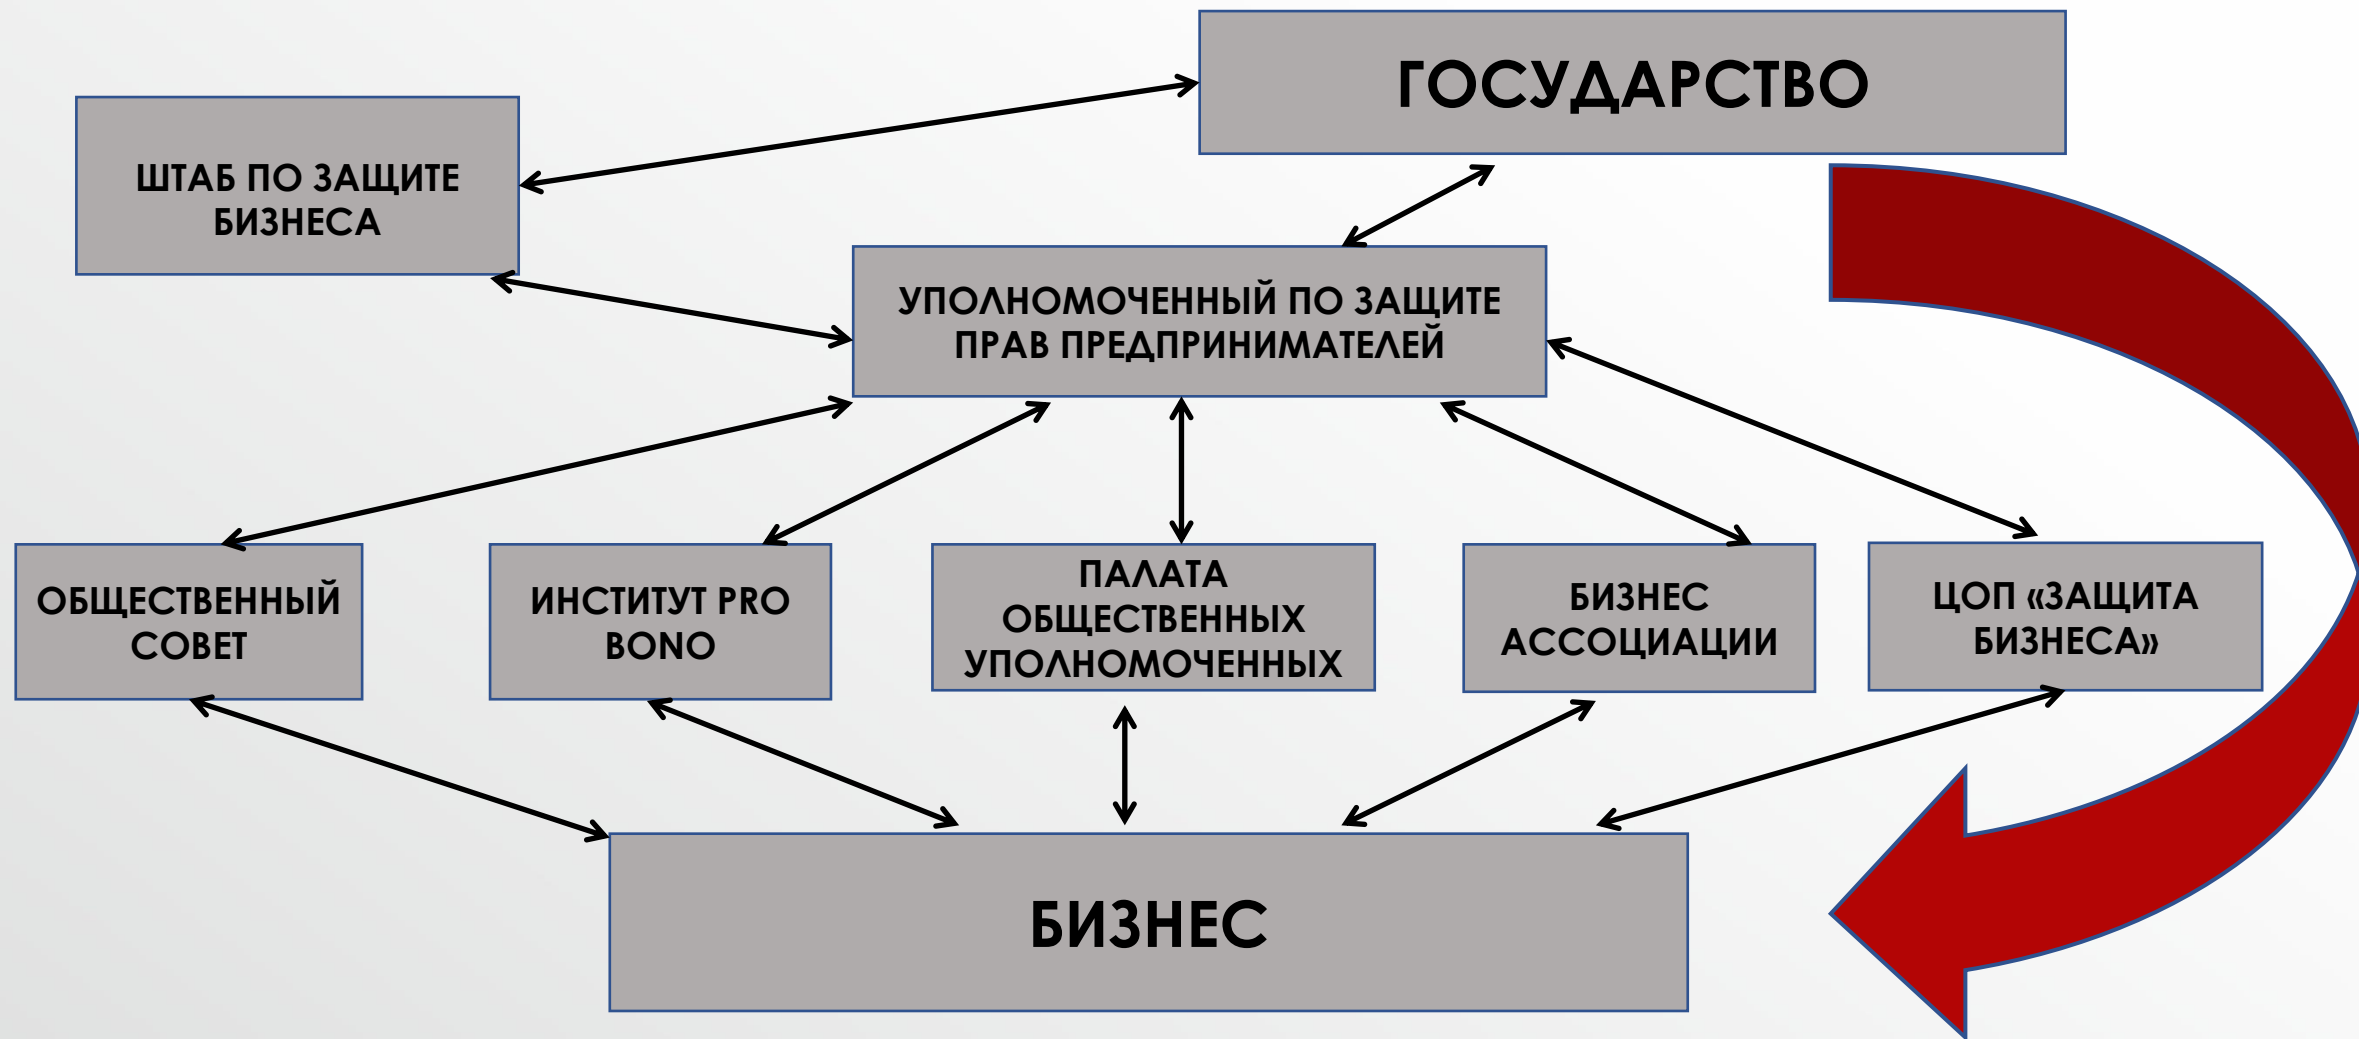 ГОСУДАРСТВО
ШТАБ ПО ЗАЩИТЕ
БИЗНЕСА
УПОЛНОМОЧЕННЫЙ ПО ЗАЩИТЕ
ПРАВ ПРЕДПРИНИМАТЕЛЕЙ
ОБЩЕСТВЕННЫЙ
СОВЕТ
ИНСТИТУТ PRO
BONO
ПАЛАТА
ОБЩЕСТВЕННЫХ
УПОЛНОМОЧЕННЫХ
БИЗНЕС
АССОЦИАЦИИ
ЦОП «ЗАЩИТА
БИЗНЕСА»
БИЗНЕС